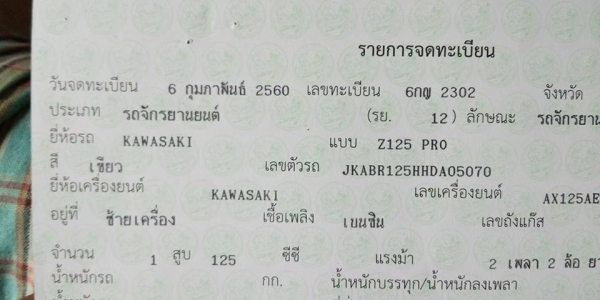 รายการจดทะเบียน
วันจดทะเบียน 6 กุมภาพันธ์ 2560 เลขทะเบียน 6กญ 2302 จังหวัด
ประเภท รถจักรยานยนต์ (รย. 12) ลักษณะ รถจักรยาน
ยี่ห้อรถ KAWASAKI แบบ Z125 PRO
สี เขียว เลขตัวรถ JKABR125HHDA05070
ยี่ห้อเครื่องยนต์ KAWASAKI เลขเครื่องยนต์ AX125AE
อยู่ที่ ซ้ายเครื่อง เชื้อเพลิง เบนซิน เลขถังแก๊ส
จำนวน 1 สูบ 125 ซีซี แรงม้า 2 เพลา 2 ล้อ ยา
น้ำหนักรถ กก. น้ำหนักบรรทุก/น้ำหนักลงเพลา